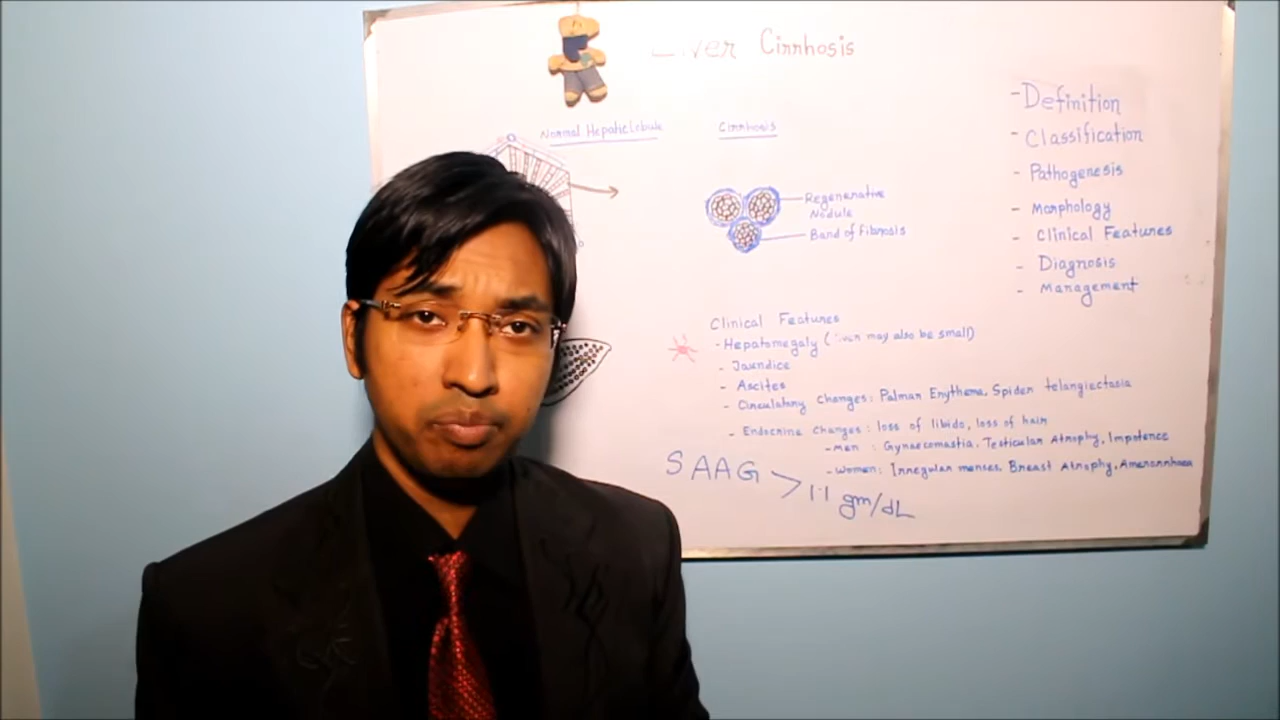 Liver Cirrhosis
Normal Hepatic Lobule
Cirrhosis
Regenerative
Nodule
Band of Fibrosis
- Definition
- Classification
- Pathogenesis
- Morphology
- Clinical Features
- Diagnosis
- Management
Clinical Features
- Hepatomegaly (liver may also be small)
- Jaundice
- Ascites
- Circulatory changes: Palmar Erythema, Spider telangiectasia
- Endocrine changes: loss of libido, loss of hair
- Men : Gynaecomastia, Testicular Atrophy, Impotence
- Women: Irregular menses, Breast Atrophy, Amenorrhoea
SAAG > 1.1 gm/dL